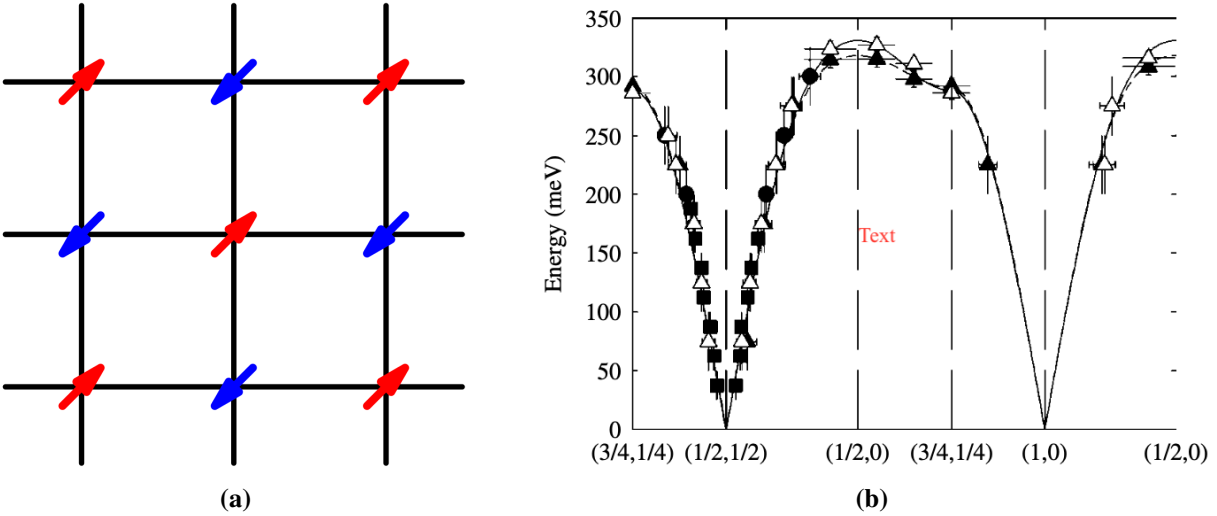 350
300
250
200
150
100
50
0
Energy (meV)
Text
(3/4,1/4) (1/2,1/2) (1/2,0) (3/4,1/4) (1,0) (1/2,0)
(a) (b)